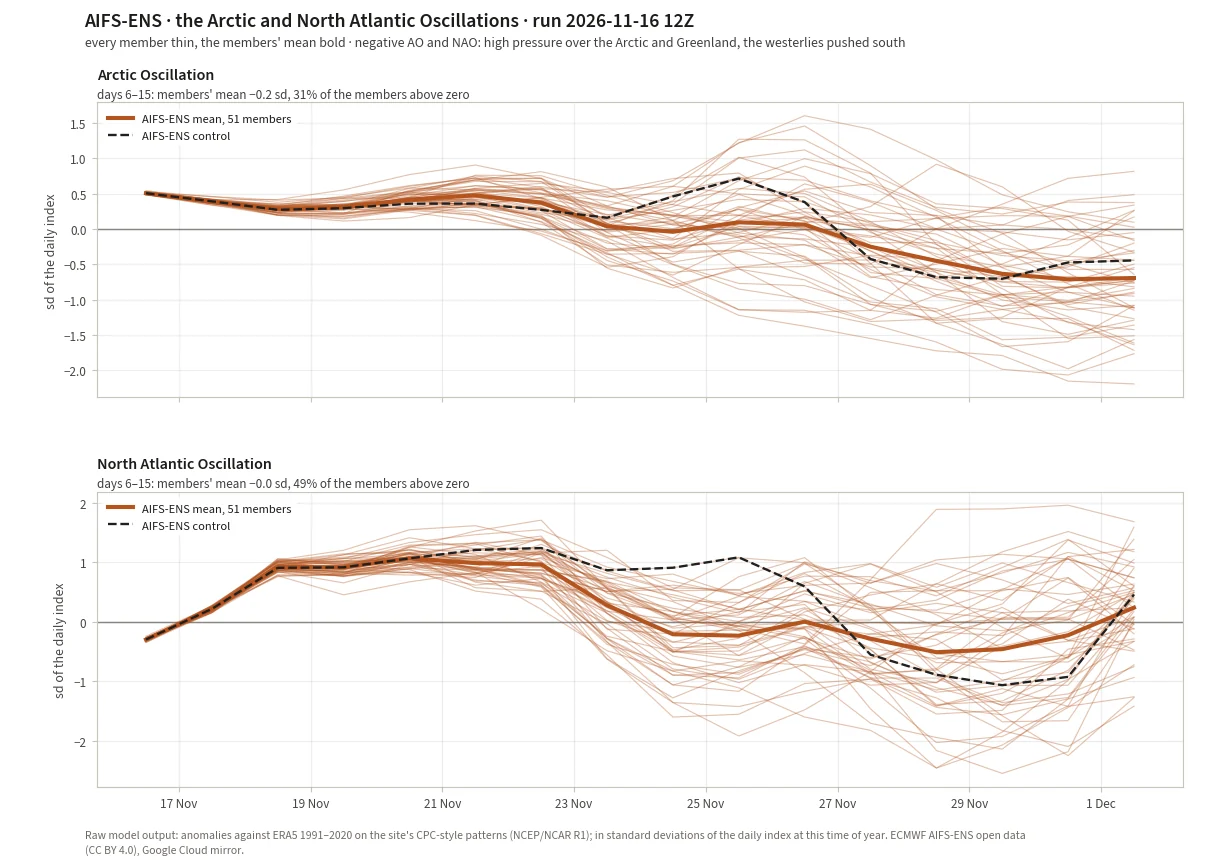 AIFS-ENS · the Arctic and North Atlantic Oscillations · run 2026-11-16 12Z
every member thin, the members' mean bold · negative AO and NAO: high pressure over the Arctic and Greenland, the westerlies pushed south
Arctic Oscillation
days 6–15: members' mean −0.2 sd, 31% of the members above zero
AIFS-ENS mean, 51 members
AIFS-ENS control
sd of the daily index
1.5
1.0
0.5
0.0
−0.5
−1.0
−1.5
−2.0
North Atlantic Oscillation
days 6–15: members' mean −0.0 sd, 49% of the members above zero
AIFS-ENS mean, 51 members
AIFS-ENS control
sd of the daily index
2
1
0
−1
−2
17 Nov 19 Nov 21 Nov 23 Nov 25 Nov 27 Nov 29 Nov 1 Dec
Raw model output: anomalies against ERA5 1991–2020 on the site's CPC-style patterns (NCEP/NCAR R1); in standard deviations of the daily index at this time of year. ECMWF AIFS-ENS open data
(CC BY 4.0), Google Cloud mirror.